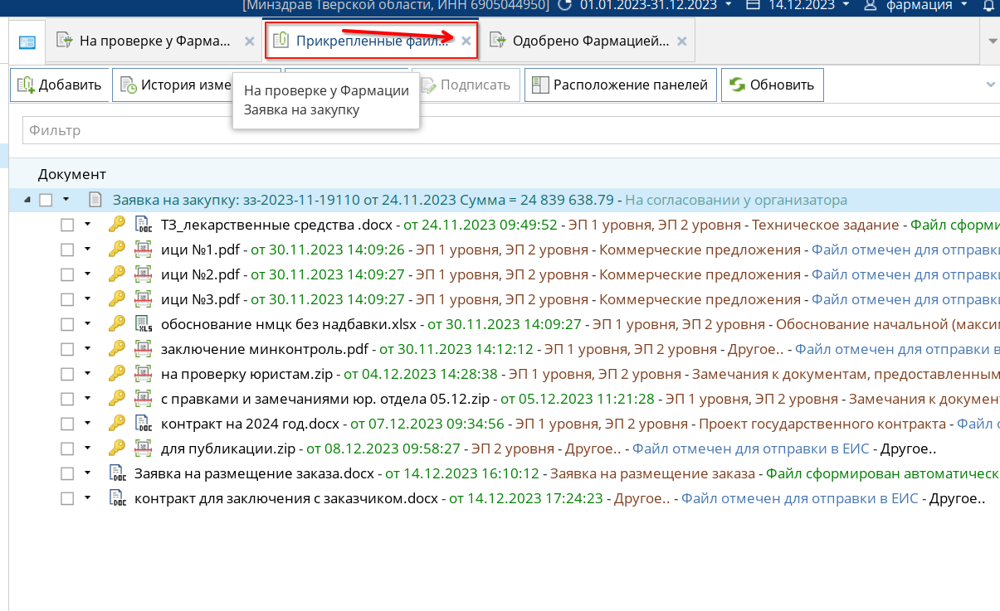 [Минздрав Тверской области, ИНН 6905044950] 01.01.2023-31.12.2023 14.12.2023 фармация
На проверке у Фарма... Прикрепленные файл... Одобрено Фармацией...
Добавить История изме Подписать Расположение панелей Обновить
На проверке у Фармации
Заявка на закупку
Фильтр
Документ
Заявка на закупку: зз-2023-11-19110 от 24.11.2023 Сумма = 24 839 638.79 - На согласовании у организатора
ТЗ_лекарственные средства .docx - от 24.11.2023 09:49:52 - ЭП 1 уровня, ЭП 2 уровня - Техническое задание - Файл сформи
ици №1.pdf - от 30.11.2023 14:09:26 - ЭП 1 уровня, ЭП 2 уровня - Коммерческие предложения - Файл отмечен для отправки
ици №2.pdf - от 30.11.2023 14:09:27 - ЭП 1 уровня, ЭП 2 уровня - Коммерческие предложения - Файл отмечен для отправки
ици №3.pdf - от 30.11.2023 14:09:27 - ЭП 1 уровня, ЭП 2 уровня - Коммерческие предложения - Файл отмечен для отправки
обоснование нмцк без надбавки.xlsx - от 30.11.2023 14:09:27 - ЭП 1 уровня, ЭП 2 уровня - Обоснование начальной (макси
заключение минконтроль.pdf - от 30.11.2023 14:12:12 - ЭП 1 уровня, ЭП 2 уровня - Другое.. - Файл отмечен для отправки в
на проверку юристам.zip - от 04.12.2023 14:28:38 - ЭП 1 уровня, ЭП 2 уровня - Замечания к документам, предоставленным
с правками и замечаниями юр. отдела 05.12.zip - от 05.12.2023 11:21:28 - ЭП 1 уровня, ЭП 2 уровня - Замечания к докумен
контракт на 2024 год.docx - от 07.12.2023 09:34:56 - ЭП 1 уровня, ЭП 2 уровня - Проект государственного контракта - Файл
для публикации.zip - от 08.12.2023 09:58:27 - ЭП 2 уровня - Другое.. - Файл отмечен для отправки в ЕИС - Другое..
Заявка на размещение заказа.docx - от 14.12.2023 16:10:12 - Заявка на размещение заказа - Файл сформирован автоматическ
контракт для заключения с заказчиком.docx - от 14.12.2023 17:24:23 - Другое.. - Файл отмечен для отправки в ЕИС - Другое..